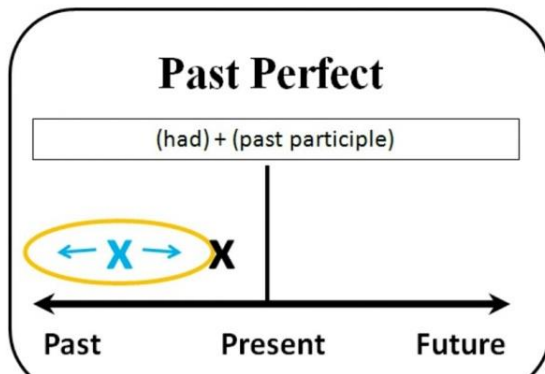 Past Perfect
(had) + (past participle)
X X
Past Present Future